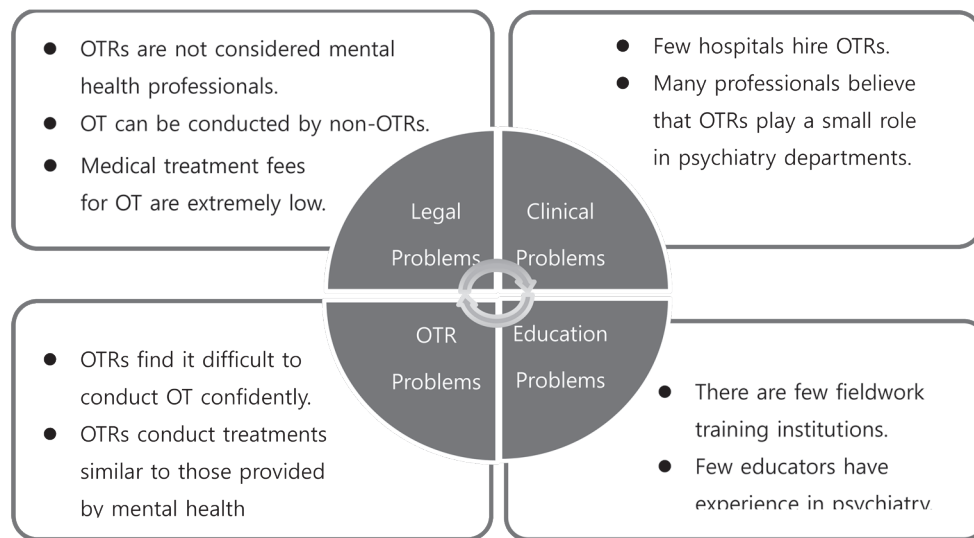 ● OTRs are not considered mental
health professionals.
● OT can be conducted by non-OTRs.
● Medical treatment fees
for OT are extremely low.
● Few hospitals hire OTRs.
● Many professionals believe
that OTRs play a small role
in psychiatry departments.
Legal
Problems
Clinical
Problems
OTR
Problems
Education
Problems
● OTRs find it difficult to
conduct OT confidently.
● OTRs conduct treatments
similar to those provided
by mental health
● There are few fieldwork
training institutions.
● Few educators have
experience in psychiatry.